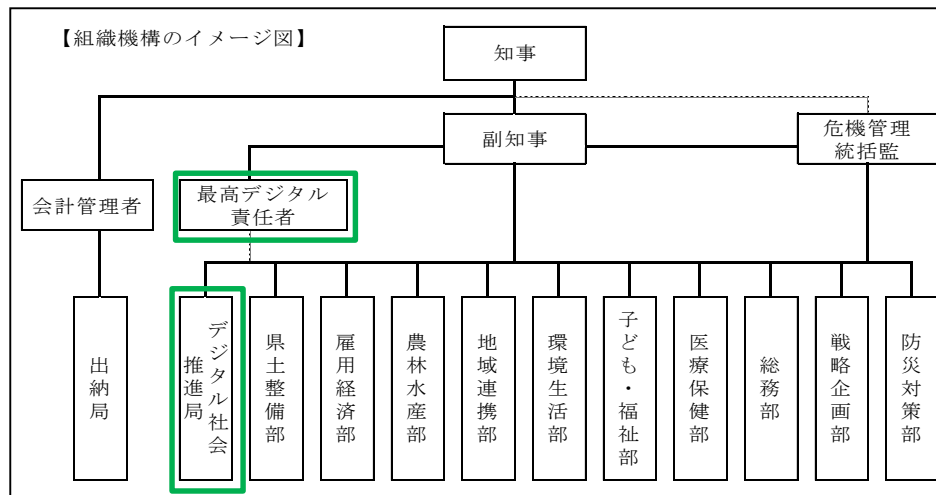 【組織機構のイメージ図】
知事
副知事
危機管理
統括監
会計管理者
最高デジタル
責任者
出納局
デジタル社会
推進局
県土整備部
雇用経済部
農林水産部
地域連携部
環境生活部
子ども・福祉部
医療保健部
総務部
戦略企画部
防災対策部